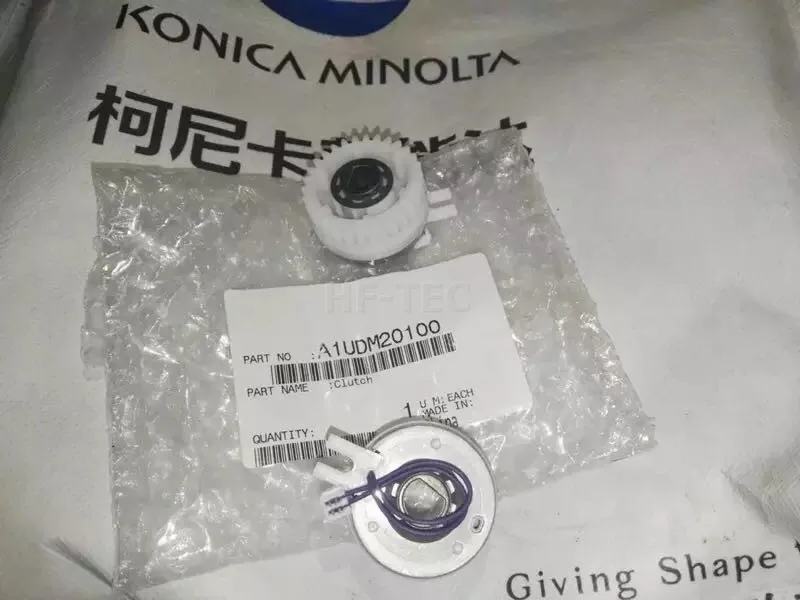 KONICA MINOLTA
柯尼卡
HF-TEC
PART NO :A1UDM20100
PART NAME :Clutch
1 U M:EACH
MADE IN:
QUANTITY:
Giving Shape